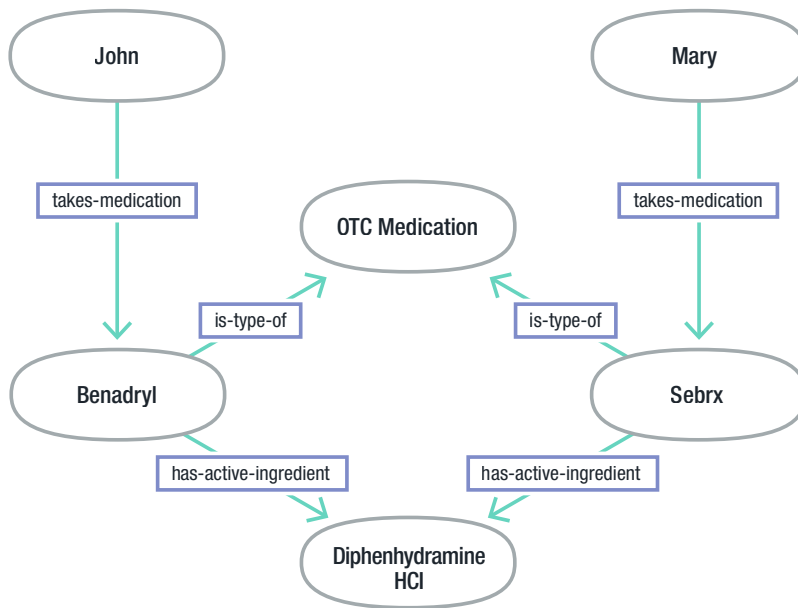 John
Mary
takes-medication
takes-medication
OTC Medication
is-type-of
is-type-of
Benadryl
Sebrx
has-active-ingredient
has-active-ingredient
Diphenhydramine
HCI